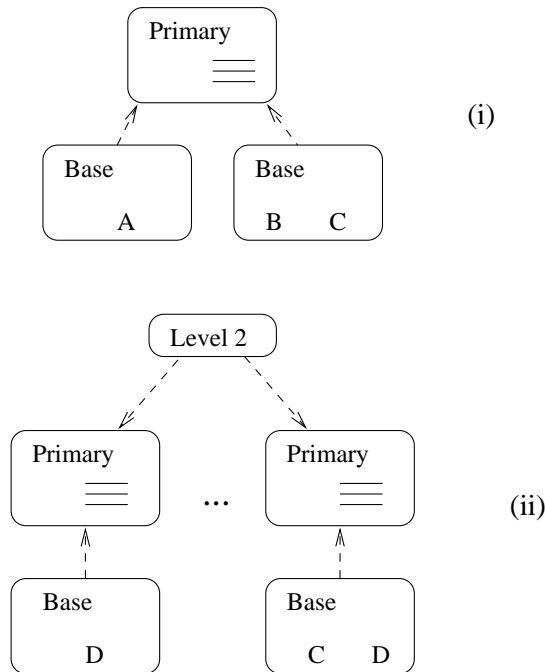 Primary
(i)
Base Base
A B C
Level 2
Primary Primary
...
(ii)
Base Base
D C D